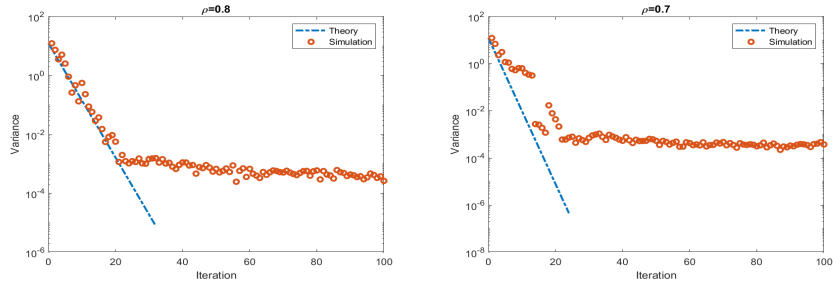 ρ=0.8
10^2
10^0
10^-2
10^-4
10^-6
Variance
0 20 40 60 80 100
Iteration
Theory
Simulation
ρ=0.7
10^2
10^0
10^-2
10^-4
10^-6
10^-8
Variance
0 20 40 60 80 100
Iteration
Theory
Simulation